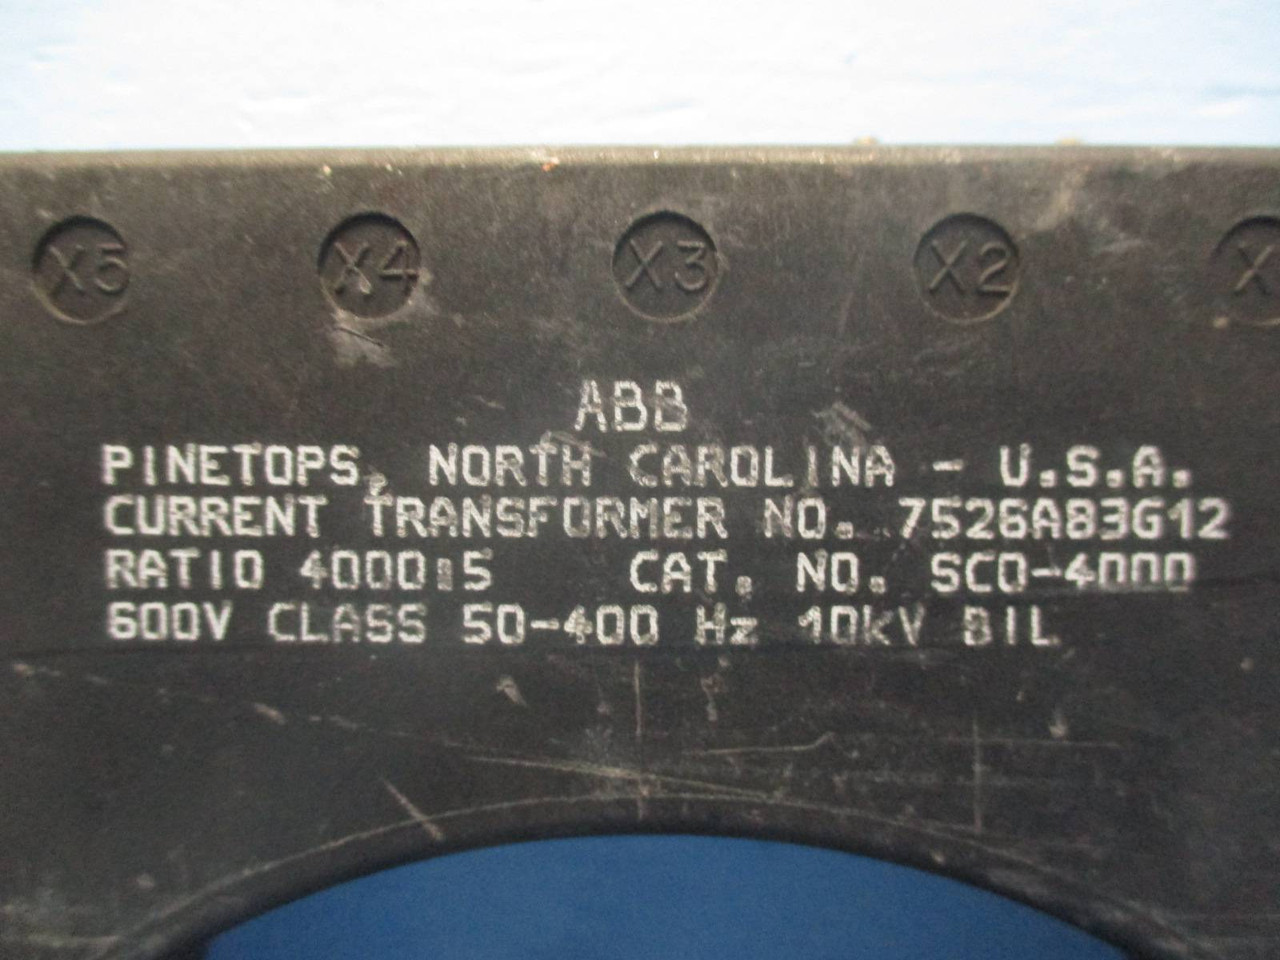 X5 X4 X3 X2 X
ABB
PINETOPS, NORTH CAROLINA - U.S.A.
CURRENT TRANSFORMER NO. 7526A83G12
RATIO 4000:5 CAT. NO. SCO-4000
600V CLASS 50-400 Hz 10kV BIL